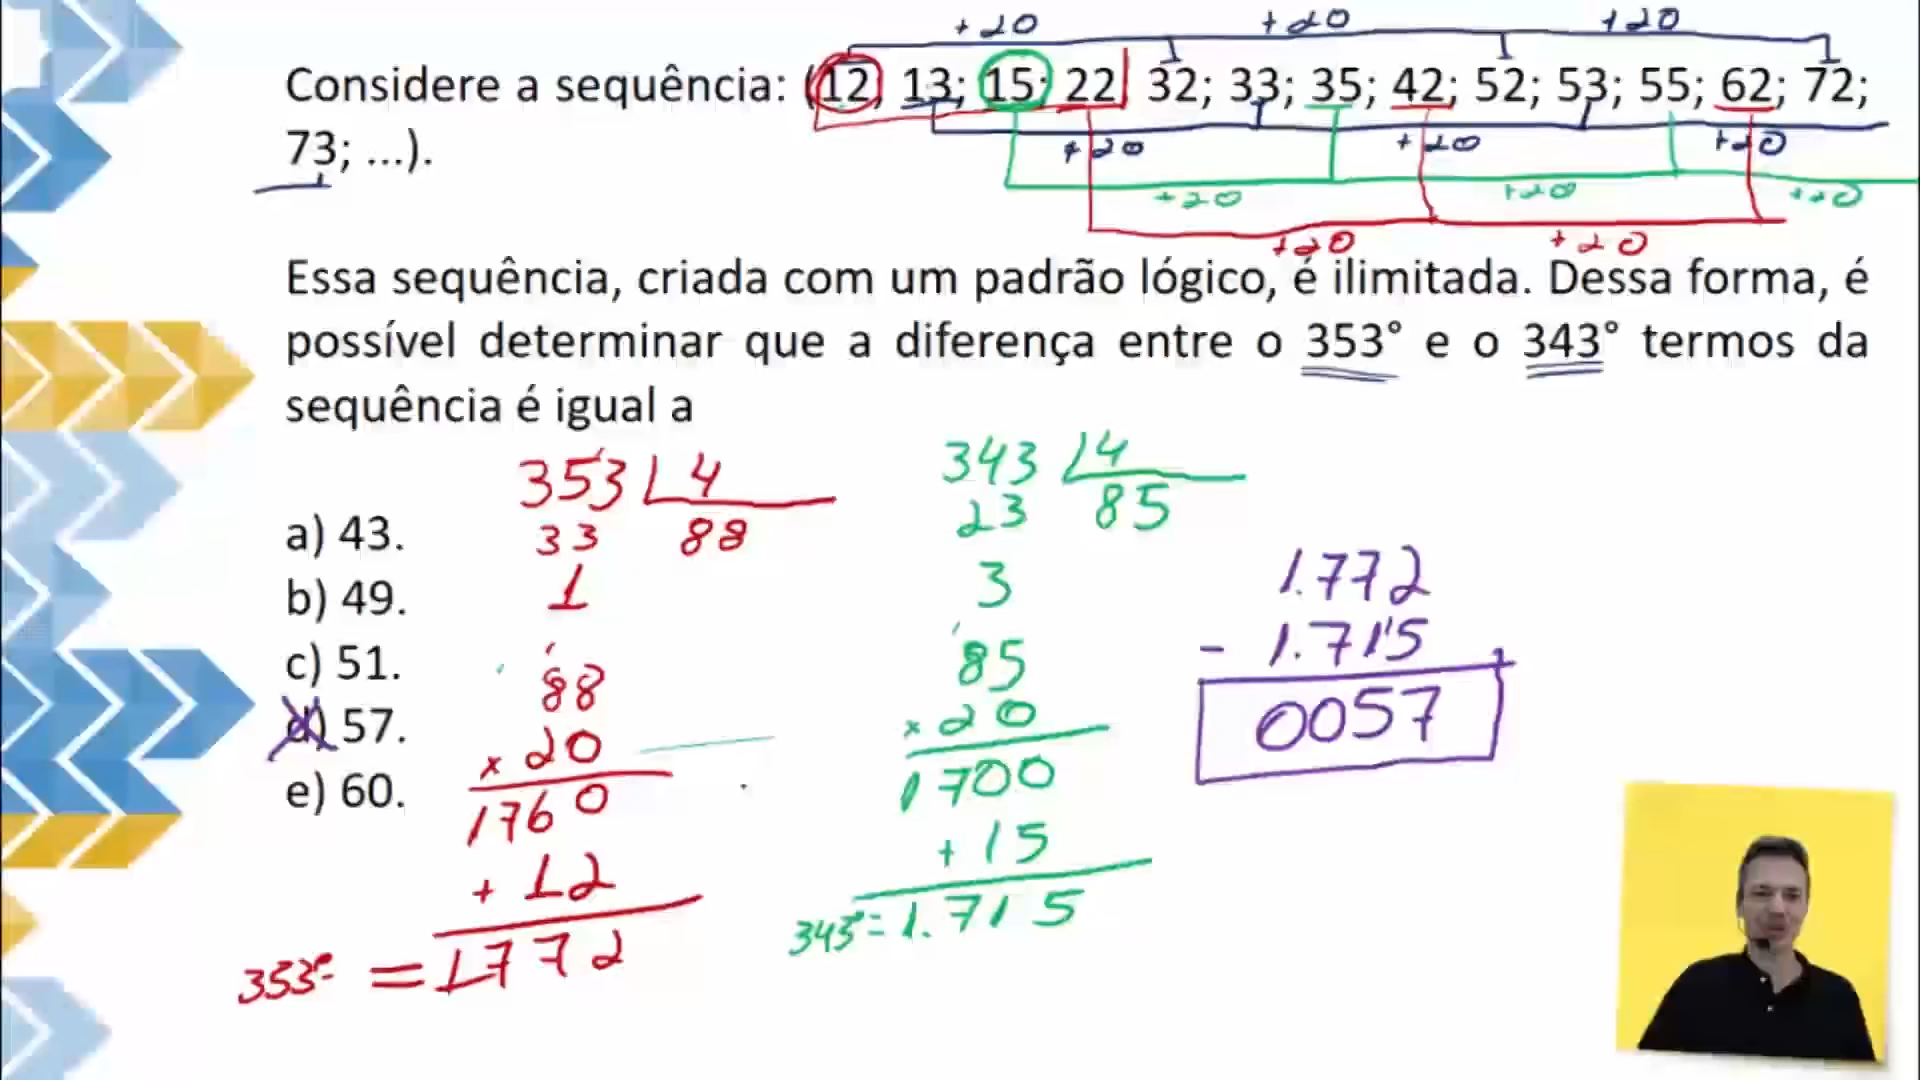 +20 +20 +20
Considere a sequência: (12; 13; 15; 22; 32; 33; 35; 42; 52; 53; 55; 62; 72;
+20 +20 +20
73; ...).
+20 +20 +20
+20 +20
Essa sequência, criada com um padrão lógico, é ilimitada. Dessa forma, é
possível determinar que a diferença entre o 353° e o 343° termos da
sequência é igual a
a) 43.
b) 49.
c) 51.
d) 57.
e) 60.
353 4
33 88
1
88
x 20
1760
+ 12
353º = 1772
343 4
23 85
3
85
x 20
1700
+ 15
343º = 1.715
1.772
- 1.715
0057